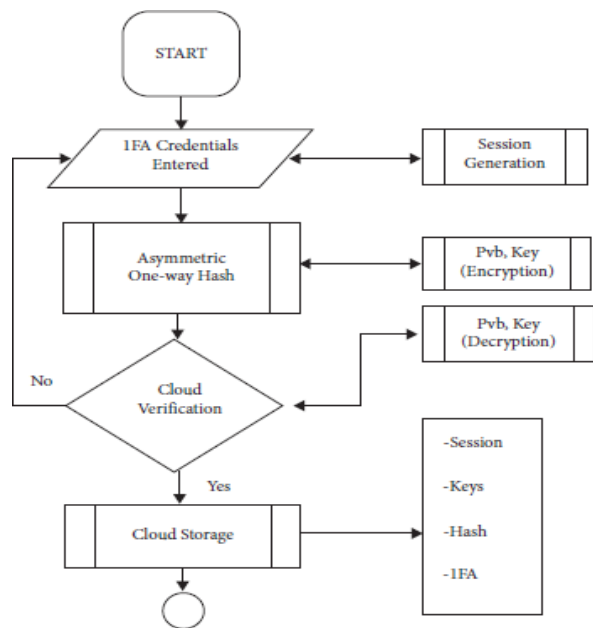 START
1FA Credentials
Entered
Session
Generation
Asymmetric
One-way Hash
Pvb, Key
(Encryption)
Pvb, Key
(Decryption)
No
Cloud
Verification
Yes
Cloud Storage
-Session
-Keys
-Hash
-1FA